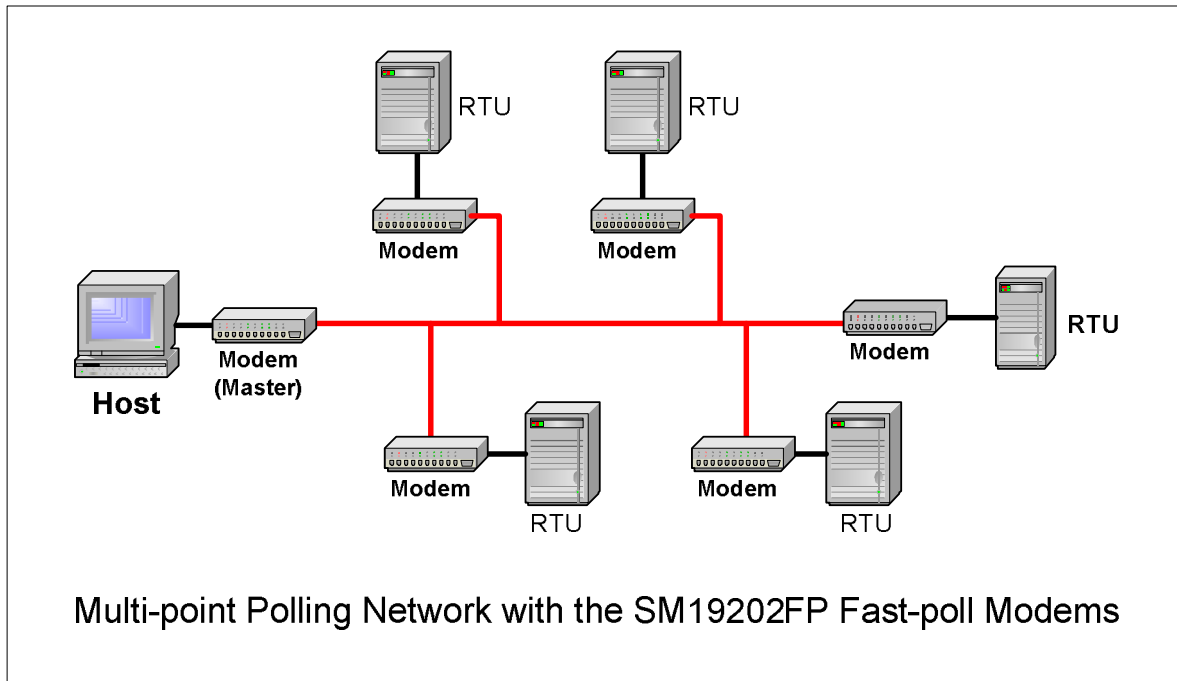 RTU
RTU
Modem
Modem
Host
Modem
(Master)
Modem
RTU
Modem
RTU
Modem
RTU
Multi-point Polling Network with the SM19202FP Fast-poll Modems